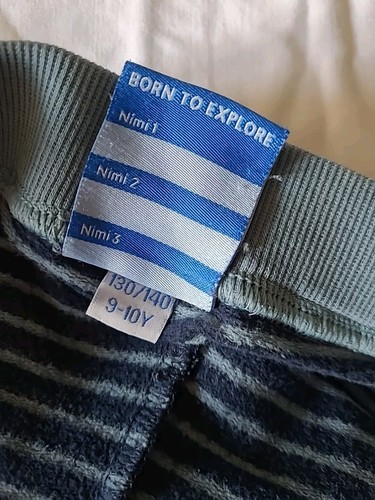 BORN TO EXPLORE
Nimi 1
Nimi 2
Nimi 3
130/140
9-10Y